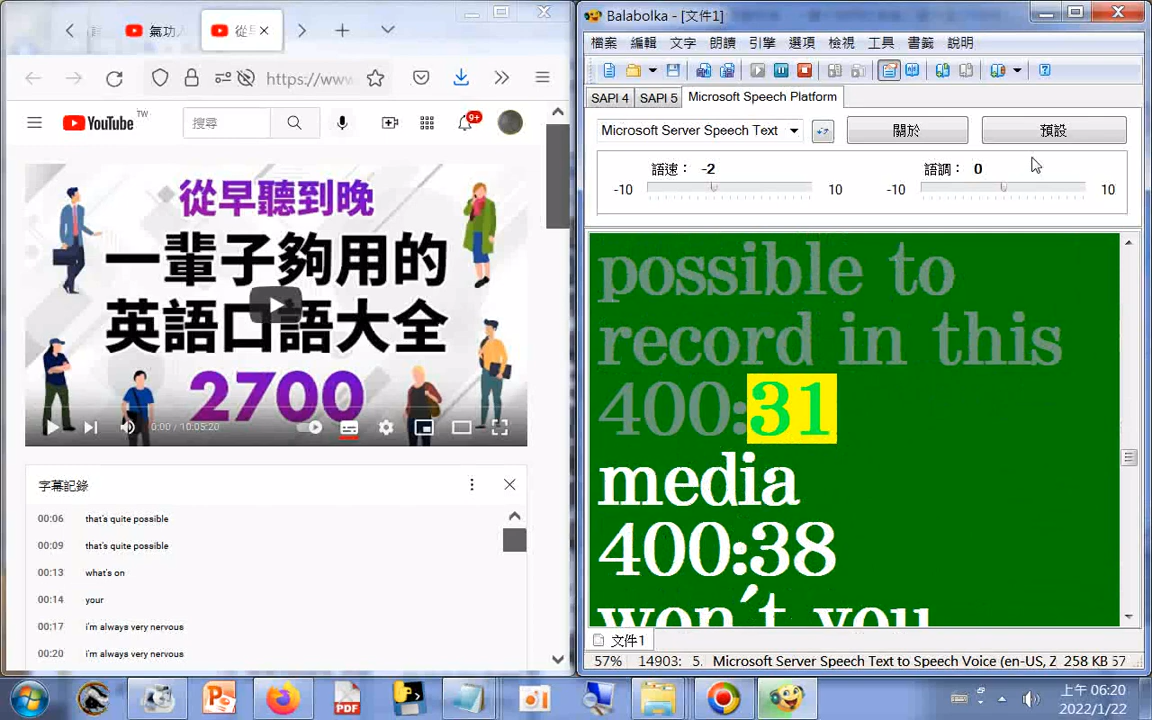 氣功
從
https://www
YouTube TW
搜尋
9+
從早聽到晚
一輩子夠用的
英語口語大全
2700
0:00 / 10:05:20
字幕記錄
00:06 that's quite possible
00:09 that's quite possible
00:13 what's on
00:14 your
00:17 i'm always very nervous
00:20 i'm always very nervous
Balabolka - [文件1]
檔案 編輯 文字 朗讀 引擎 選項 檢視 工具 書籤 說明
SAPI 4 SAPI 5 Microsoft Speech Platform
Microsoft Server Speech Text 關於 預設
語速： -2 語調： 0
-10 10 -10 10
possible to
record in this
400:31
media
400:38
won't you
文件1
57% 14903: 5. Microsoft Server Speech Text to Speech Voice (en-US, Z 258 KB 57
PDF
上午 06:20
2022/1/22